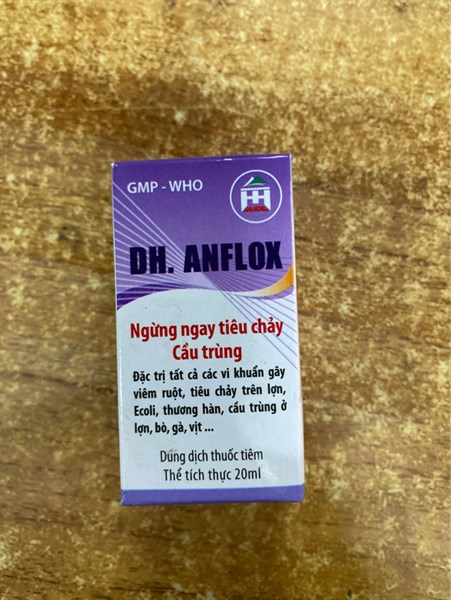 GMP - WHO
DH. ANFLOX
Ngừng ngay tiêu chảy
Cầu trùng
Đặc trị tất cả các vi khuẩn gây
viêm ruột, tiêu chảy trên lợn,
Ecoli, thương hàn, cầu trùng ở
lợn, bò, gà, vịt ...
Dung dịch thuốc tiêm
Thể tích thực 20ml